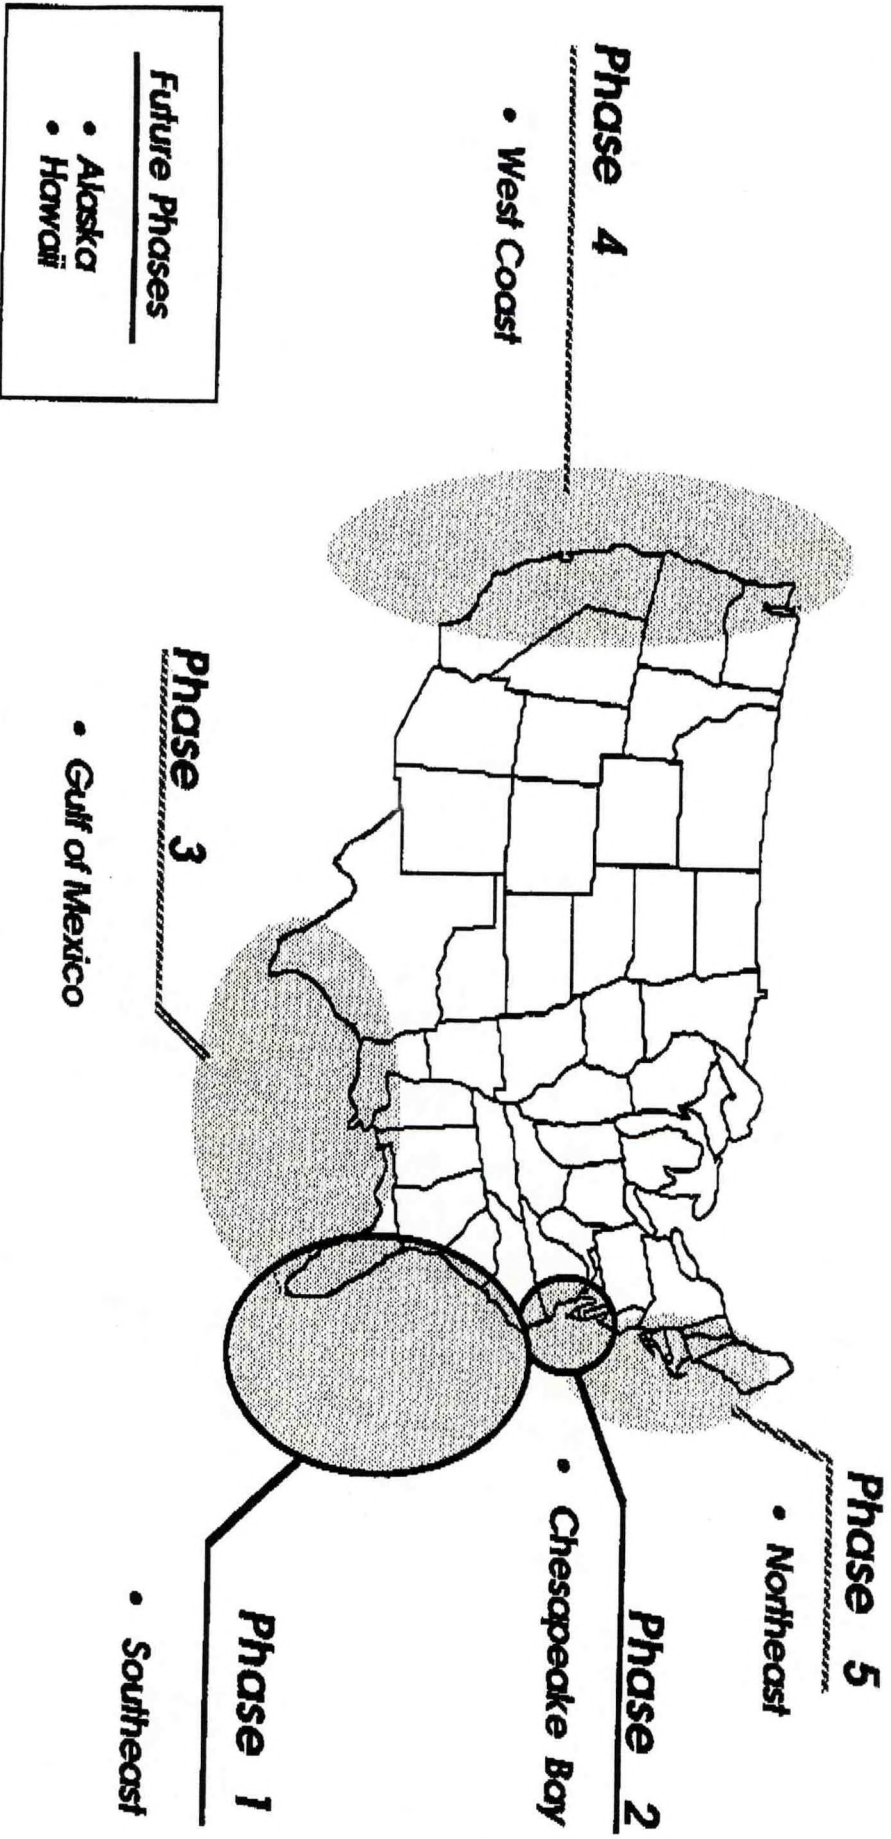 Phase 5
• Northeast
Phase 4
• West Coast
Phase 2
• Chesapeake Bay
Phase 1
• Southeast
Phase 3
• Gulf of Mexico
Future Phases
• Alaska
• Hawaii